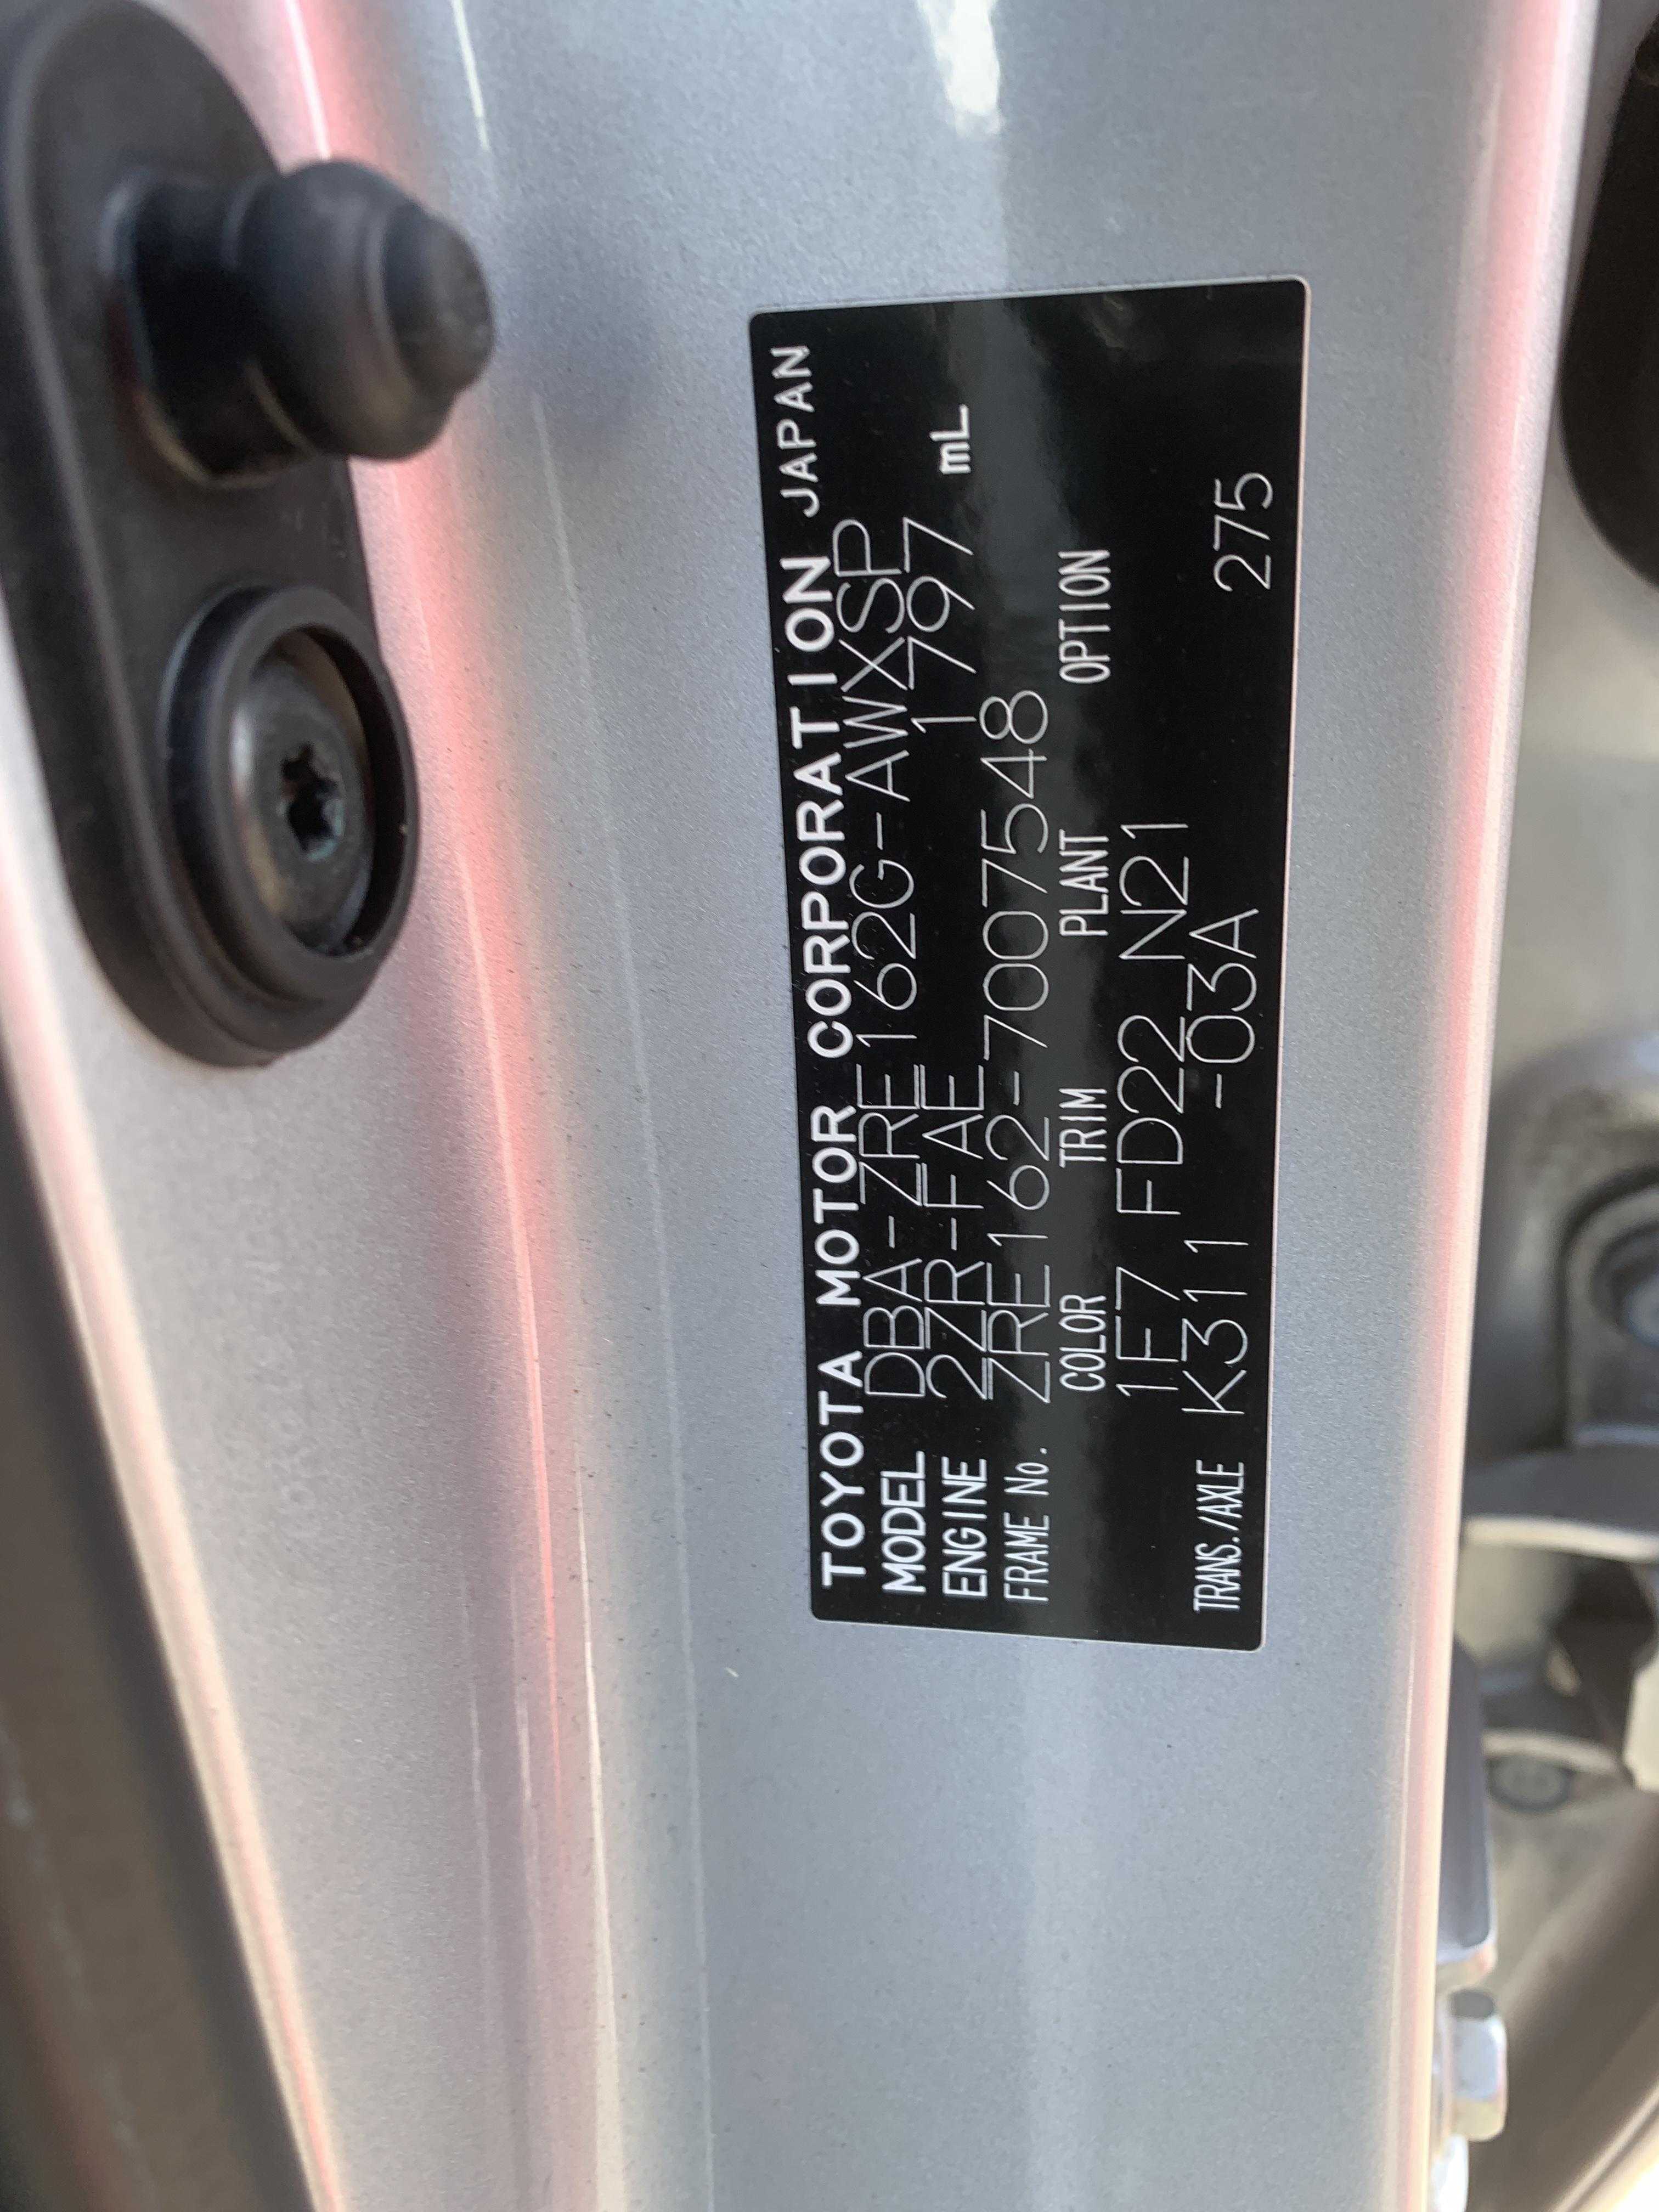 TOYOTA MOTOR CORPORATION JAPAN
MODEL DBA-ZRE162G-AWXSP
ENGINE 2ZR-FAE 1797 mL
FRAME No. ZRE162-7007548
COLOR TRIM PLANT OPTION
1F7 FD22 N21
TRANS./AXLE K311 -03A 275